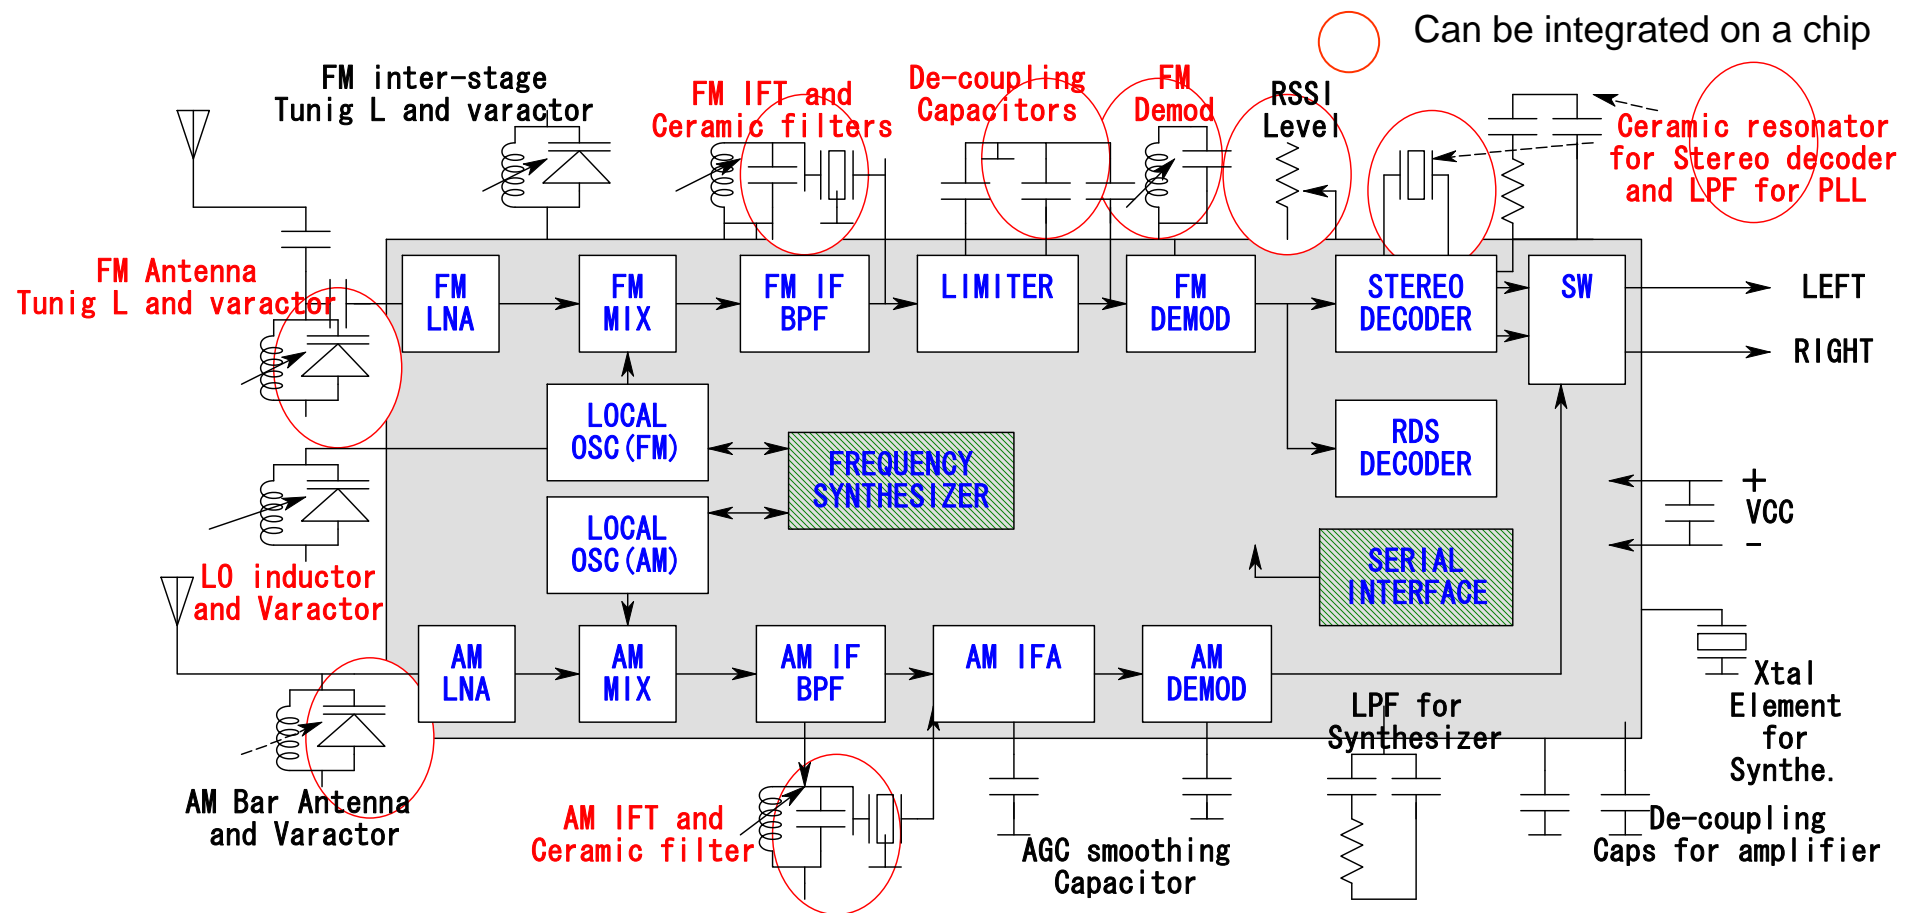 Can be integrated on a chip
FM inter-stage
Tunig L and varactor
FM IFT and
Ceramic filters
De-coupling
Capacitors
FM
Demod
RSSI
Level
Ceramic resonator
for Stereo decoder
and LPF for PLL
FM Antenna
Tunig L and varactor
FM
LNA
FM
MIX
FM IF
BPF
LIMITER
FM
DEMOD
STEREO
DECODER
SW
LEFT
RIGHT
LOCAL
OSC(FM)
FREQUENCY
SYNTHESIZER
RDS
DECODER
LOCAL
OSC(AM)
SERIAL
INTERFACE
+
VCC
-
LO inductor
and Varactor
AM
LNA
AM
MIX
AM IF
BPF
AM IFA
AM
DEMOD
LPF for
Synthesizer
Xtal
Element
for
Synthe.
AM Bar Antenna
and Varactor
AM IFT and
Ceramic filter
AGC smoothing
Capacitor
De-coupling
Caps for amplifier